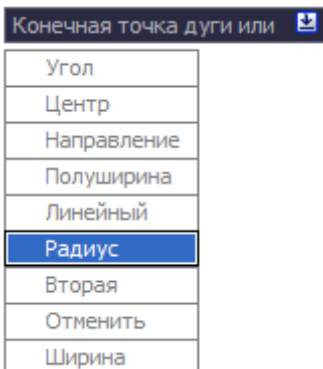 Конечная точка дуги или
Угол
Центр
Направление
Полуширина
Линейный
Радиус
Вторая
Отменить
Ширина